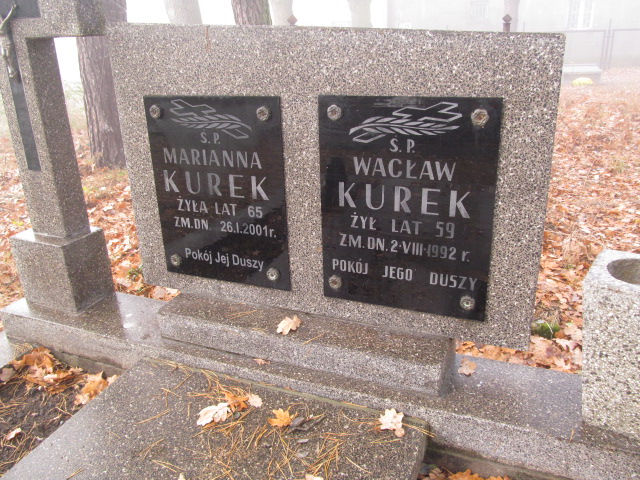 Ś.P.
MARIANNA
KUREK
ŻYŁA LAT 65
ZM.DN. 26.1.2001r.
Pokój Jej Duszy
Ś.P.
WACŁAW
KUREK
ŻYŁ LAT 59
ZM.DN. 2·VIII·1992 r.
POKÓJ JEGO DUSZY